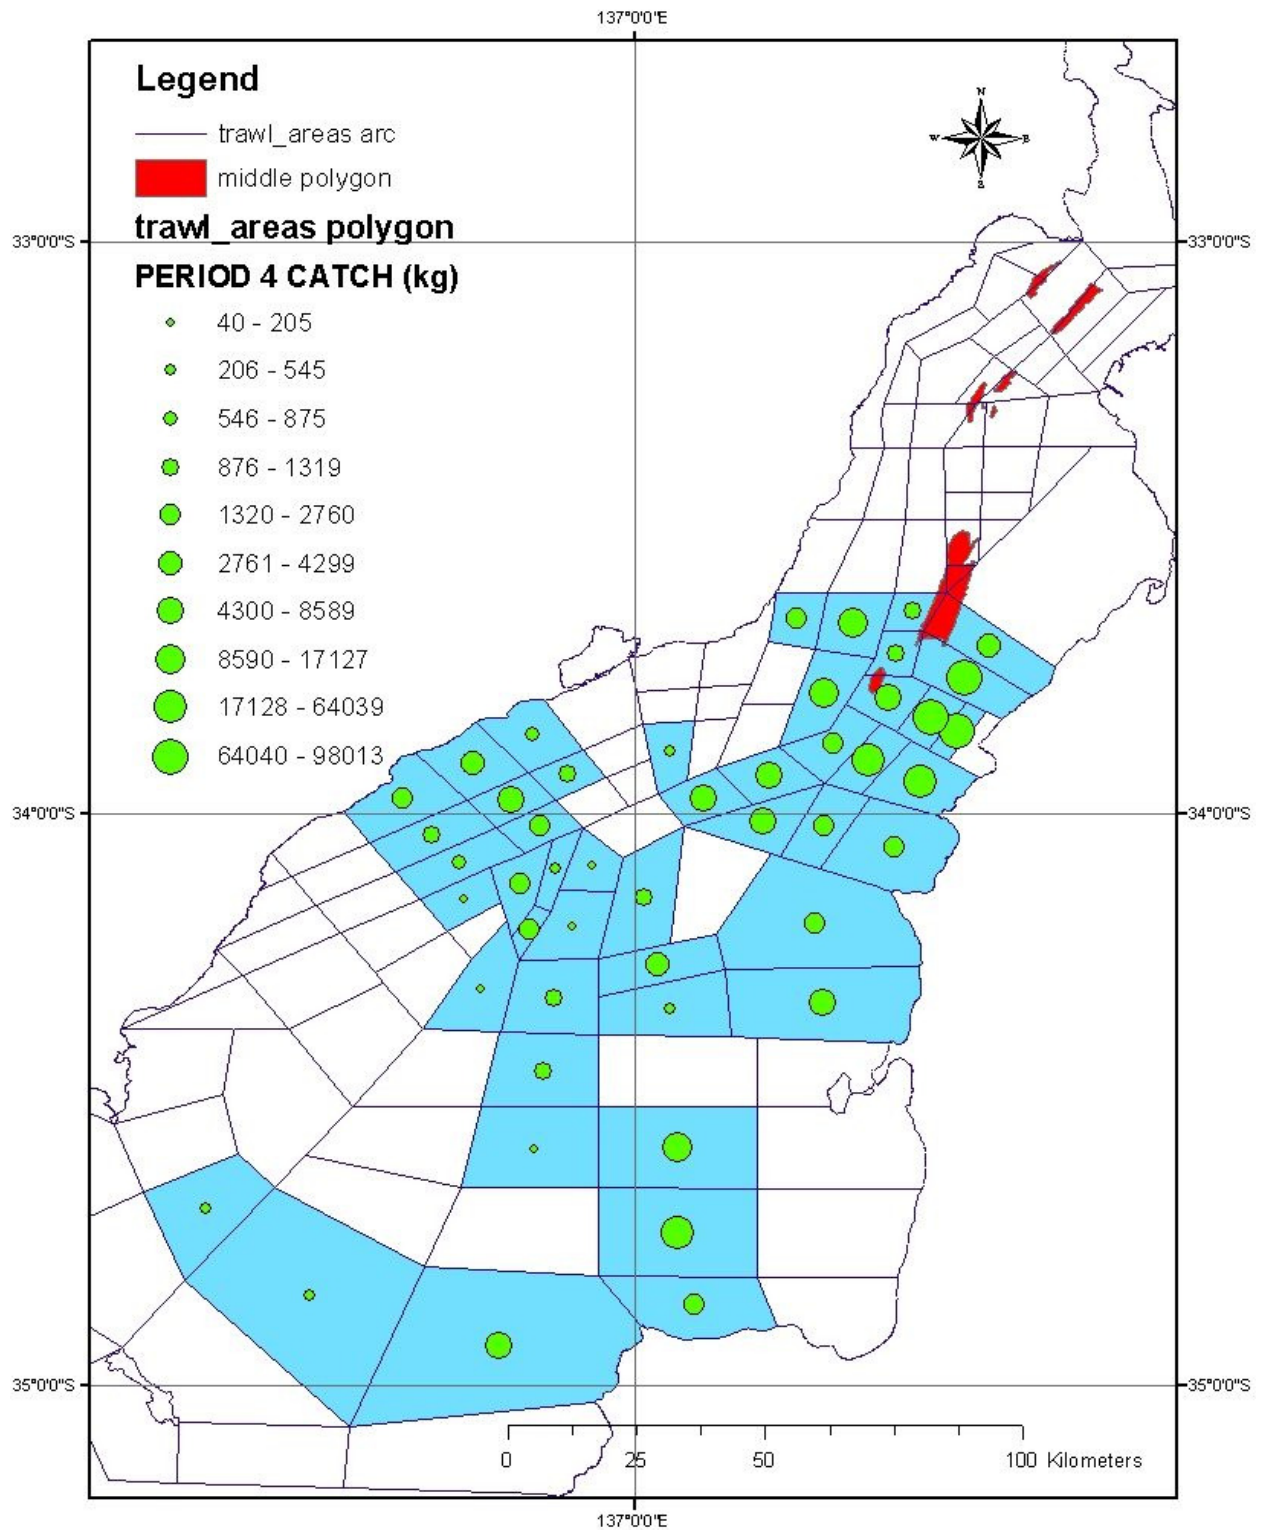 137°0'0"E
Legend
trawl_areas arc
middle polygon
trawl_areas polygon
PERIOD 4 CATCH (kg)
40 - 205
206 - 545
546 - 875
876 - 1319
1320 - 2760
2761 - 4299
4300 - 8589
8590 - 17127
17128 - 64039
64040 - 98013
N
W E
S
33°0'0"S 33°0'0"S
34°0'0"S 34°0'0"S
35°0'0"S 35°0'0"S
0 25 50 100 Kilometers
137°0'0"E